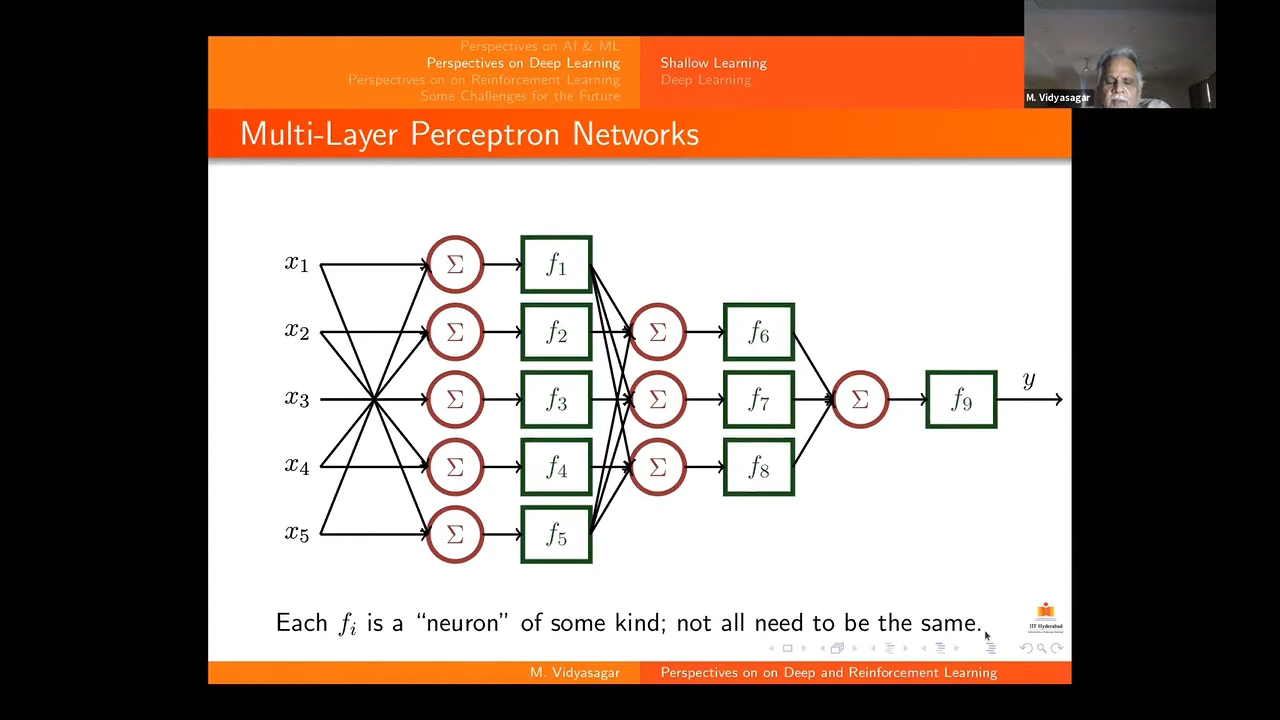 Perspectives on AI & ML
Perspectives on Deep Learning
Perspectives on on Reinforcement Learning
Some Challenges for the Future
Shallow Learning
Deep Learning
M. Vidyasagar
Multi-Layer Perceptron Networks
x1 Σ f1
x2 Σ f2 Σ f6
x3 Σ f3 Σ f7 Σ f9 y
x4 Σ f4 Σ f8
x5 Σ f5
Each fi is a “neuron” of some kind; not all need to be the same.
IIT Hyderabad
M. Vidyasagar
Perspectives on on Deep and Reinforcement Learning